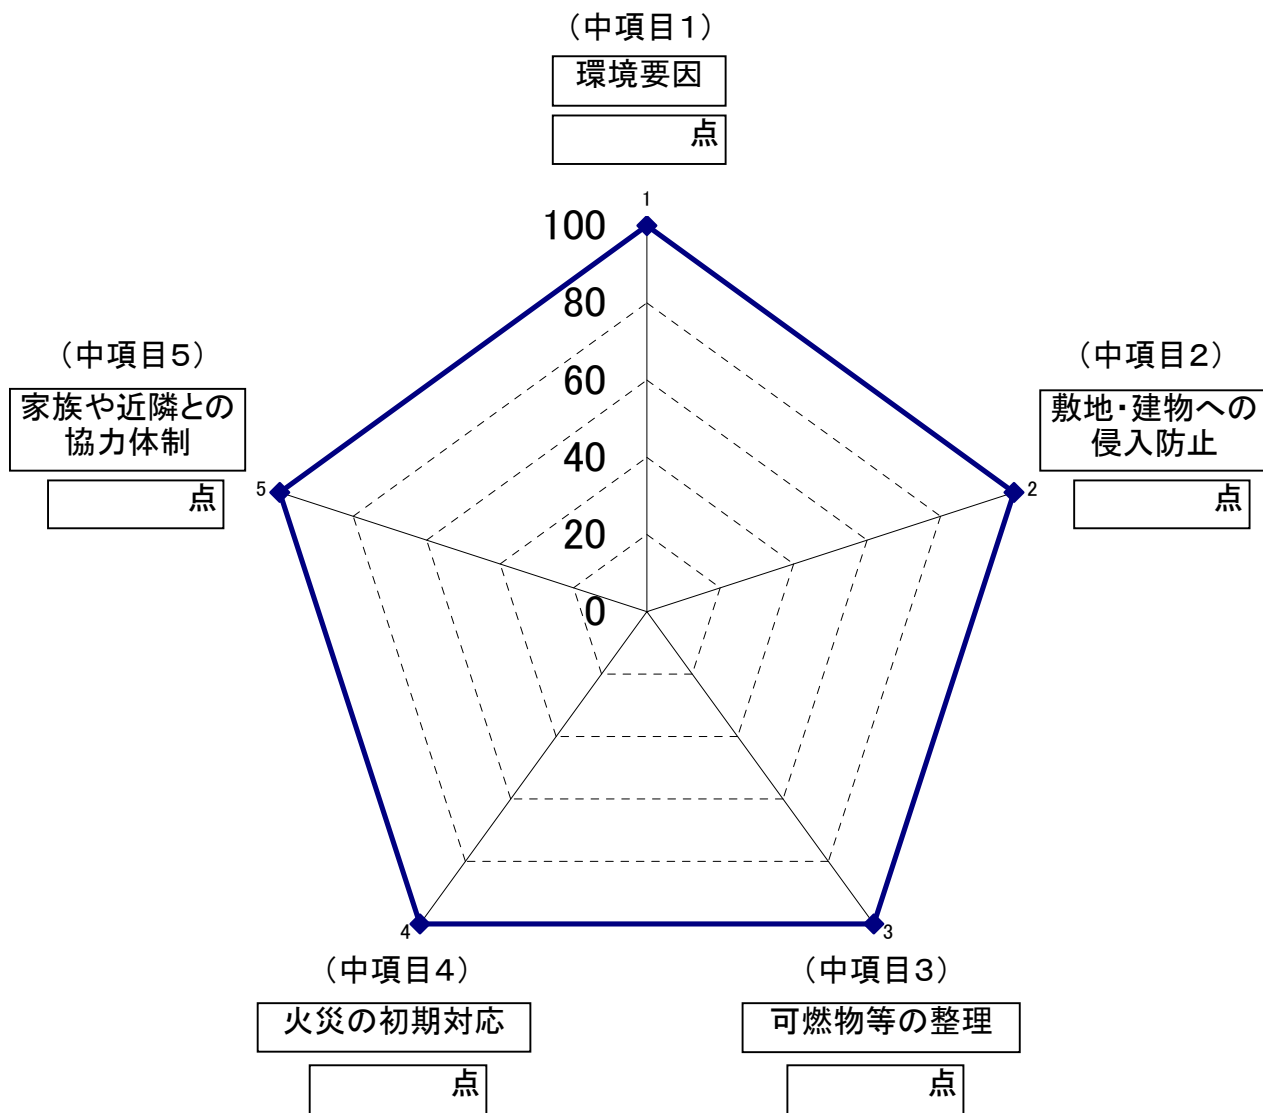 （中項目１）
環境要因
点
1
100
80
60
40
20
0
（中項目５）
家族や近隣との
協力体制
点
5
（中項目２）
敷地・建物への
侵入防止
点
2
4
3
（中項目４）
火災の初期対応
点
（中項目３）
可燃物等の整理
点